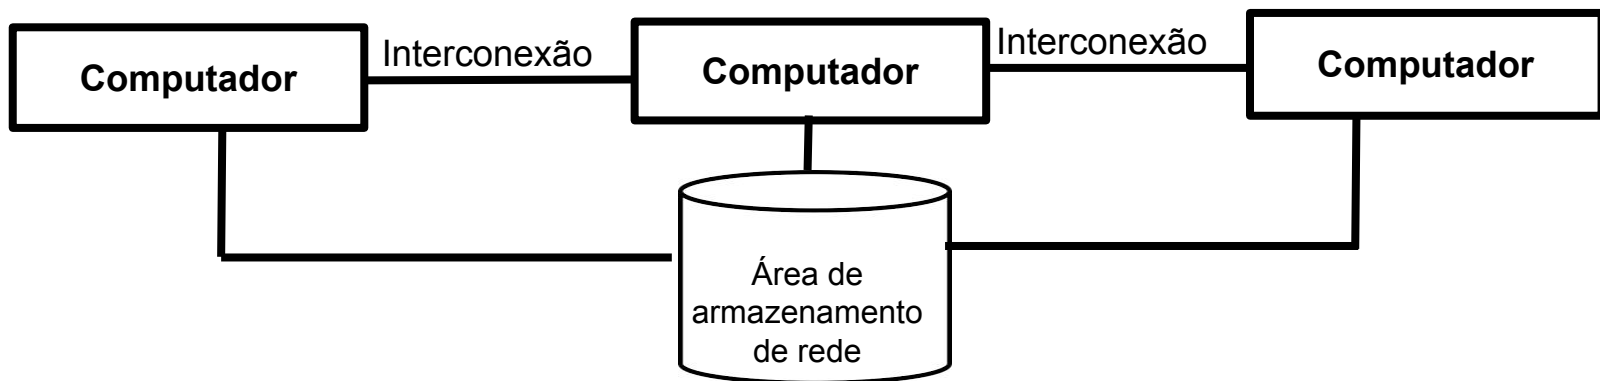 Computador
Interconexão
Computador
Interconexão
Computador
Área de
armazenamento
de rede